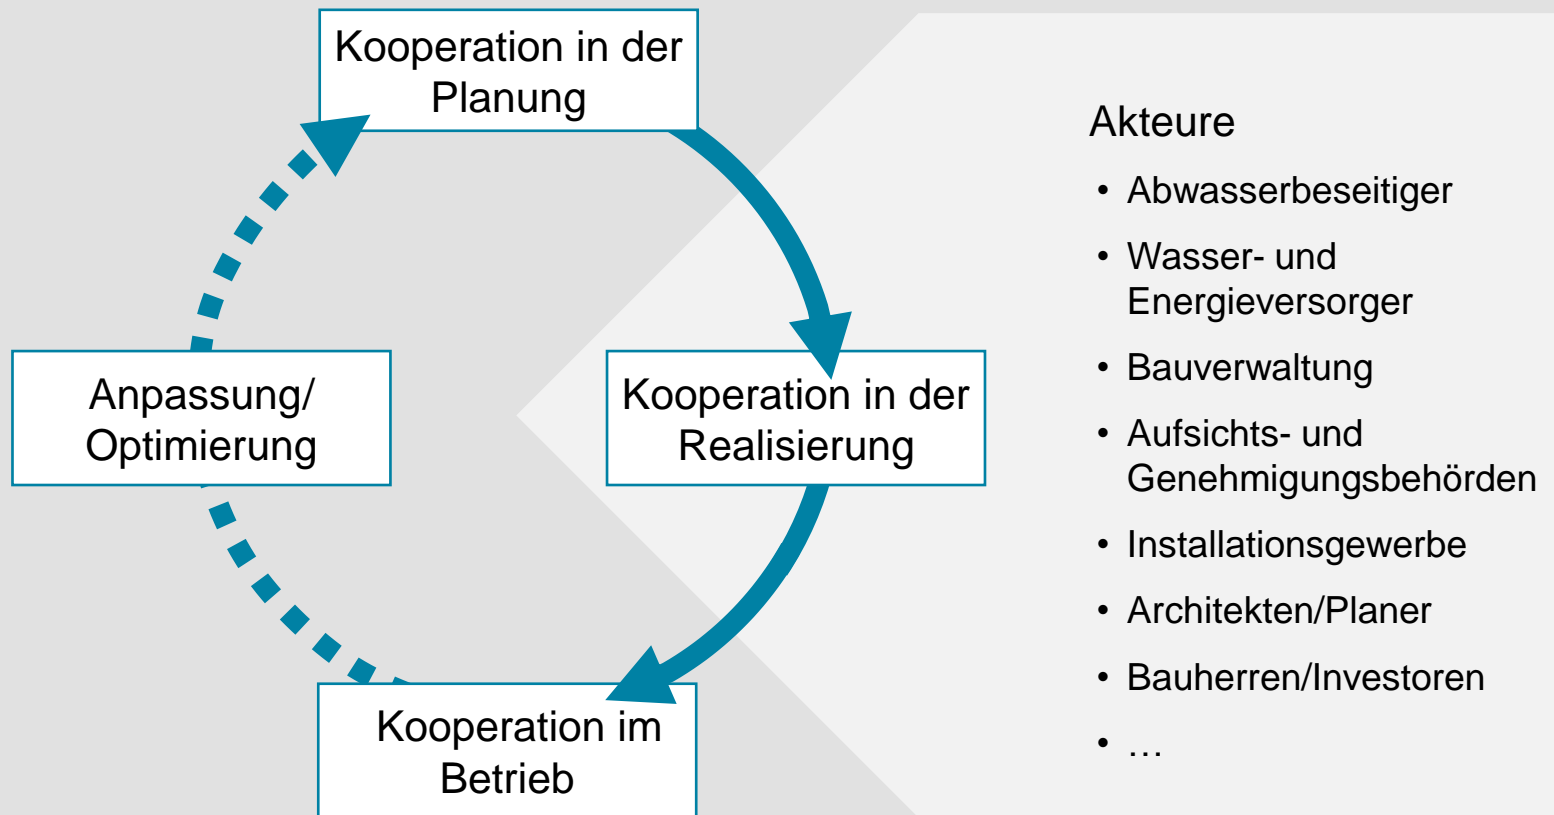 Kooperation in der
Planung
Kooperation in der
Realisierung
Kooperation im
Betrieb
Anpassung/
Optimierung
Akteure
• Abwasserbeseitiger
• Wasser- und
Energieversorger
• Bauverwaltung
• Aufsichts- und
Genehmigungsbehörden
• Installationsgewerbe
• Architekten/Planer
• Bauherren/Investoren
• …